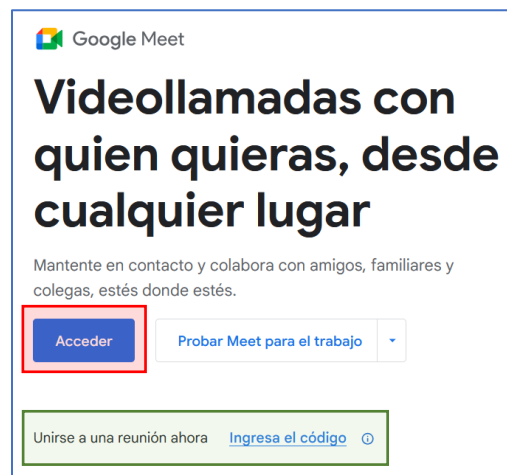 Google Meet
Videollamadas con
quien quieras, desde
cualquier lugar
Mantente en contacto y colabora con amigos, familiares y
colegas, estés donde estés.
Acceder
Probar Meet para el trabajo
Unirse a una reunión ahora Ingresa el código